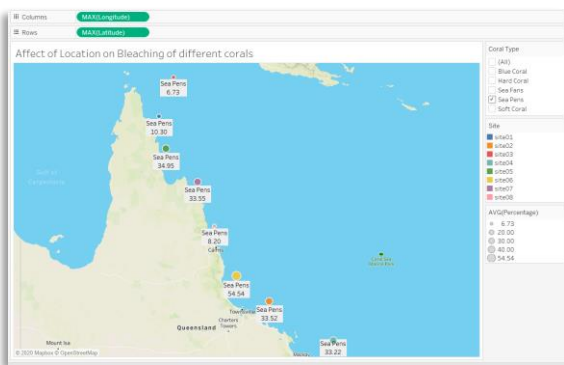 Columns MAX(Longitude)
Rows MAX(Latitude)
Affect of Location on Bleaching of different corals
Sea Pens
6.73
Sea Pens
10.30
Sea Pens
34.95
Sea Pens
33.55
Sea Pens
8.20
Cairns
Sea Pens
54.54
Sea Pens
33.52
Charters
Towers
Queensland
Sea Pens
33.22
Mount Isa
Gulf of
Carpentaria
© 2020 Mapbox © OpenStreetMap
Coral Type
(All)
Blue Coral
Hard Coral
Sea Fans
Sea Pens
Soft Coral
Site
site01
site02
site03
site04
site05
site06
site07
site08
AVG(Percentage)
6.73
20.00
30.00
40.00
54.54